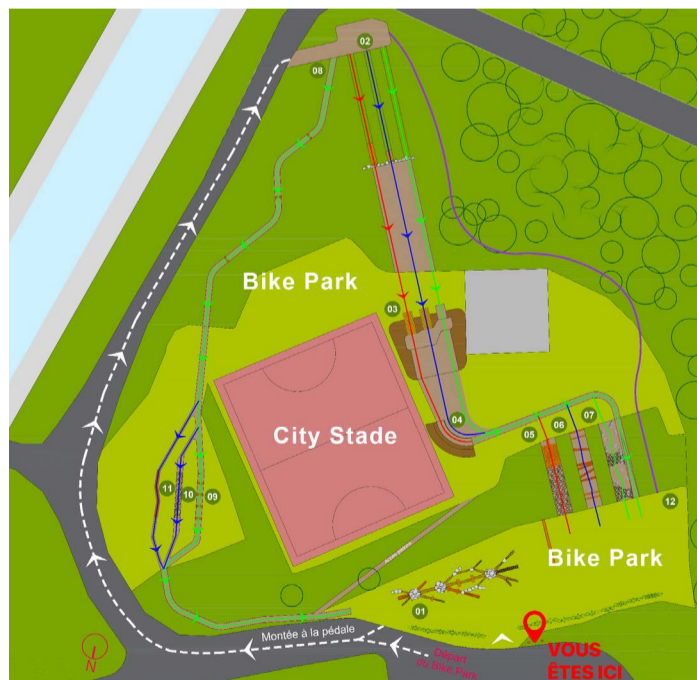 02
08
Bike Park
03
City Stade
04
05
06
07
11
10
09
12
Bike Park
01
Montée à la pédale
Départ
du Bike Park
VOUS
ÊTES ICI
N